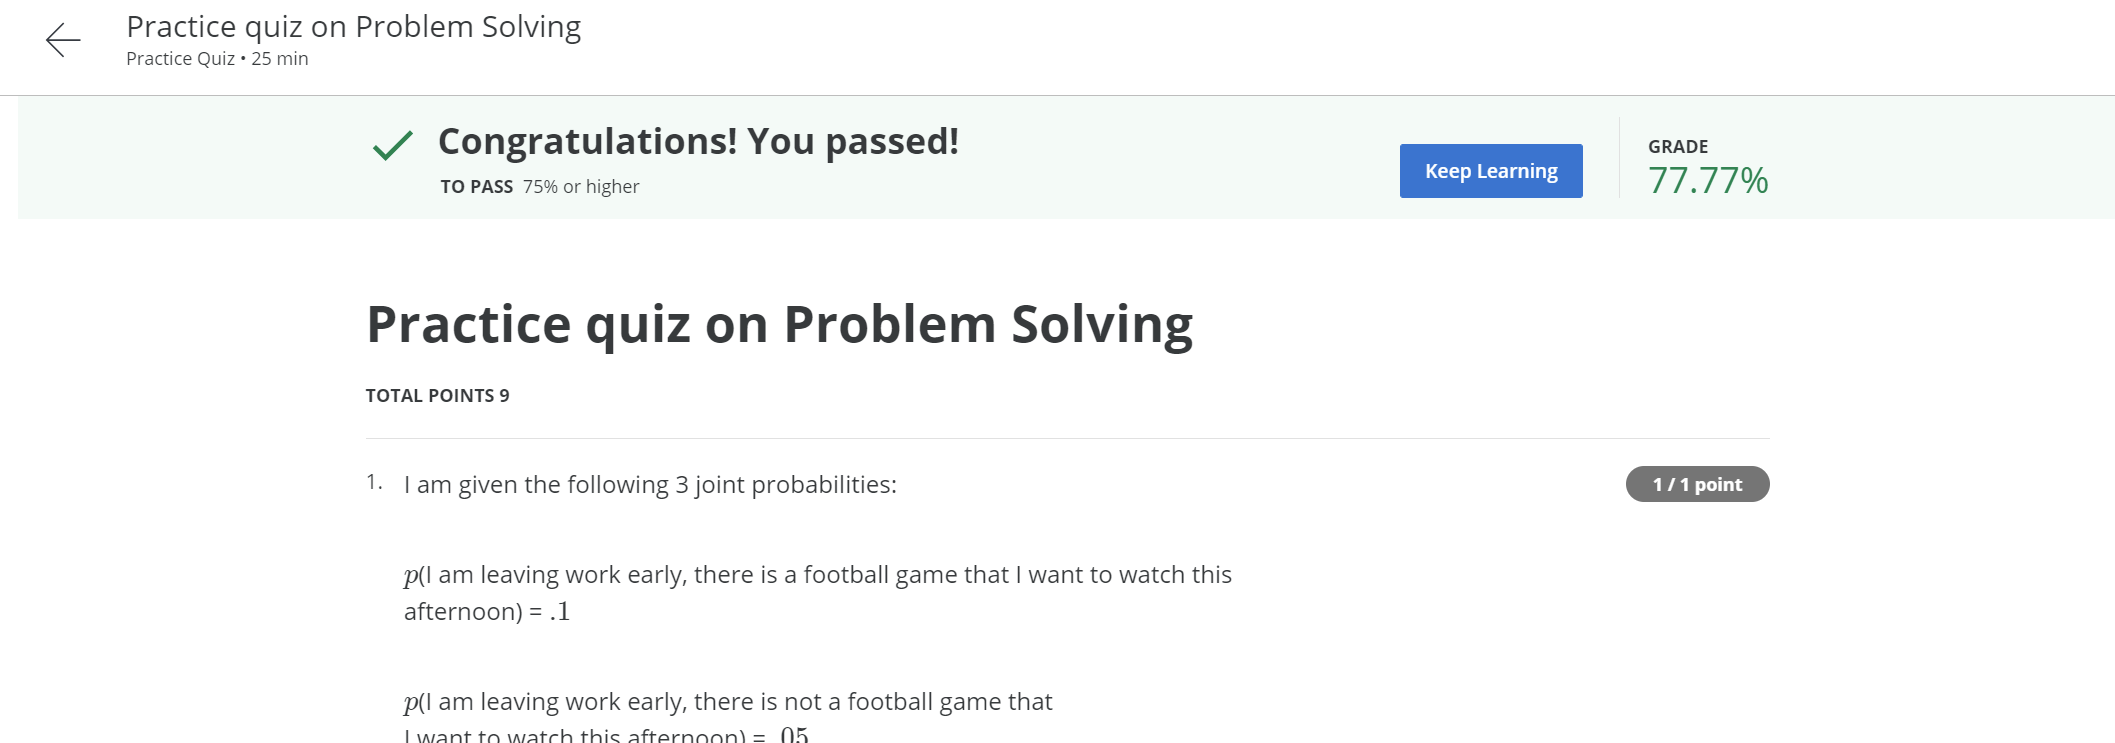 Practice quiz on Problem Solving
Practice Quiz • 25 min
Congratulations! You passed!
TO PASS 75% or higher
Keep Learning
GRADE
77.77%
Practice quiz on Problem Solving
TOTAL POINTS 9
1. I am given the following 3 joint probabilities:
1 / 1 point
p(I am leaving work early, there is a football game that I want to watch this
afternoon) = .1
p(I am leaving work early, there is not a football game that
I want to watch this afternoon) = .05